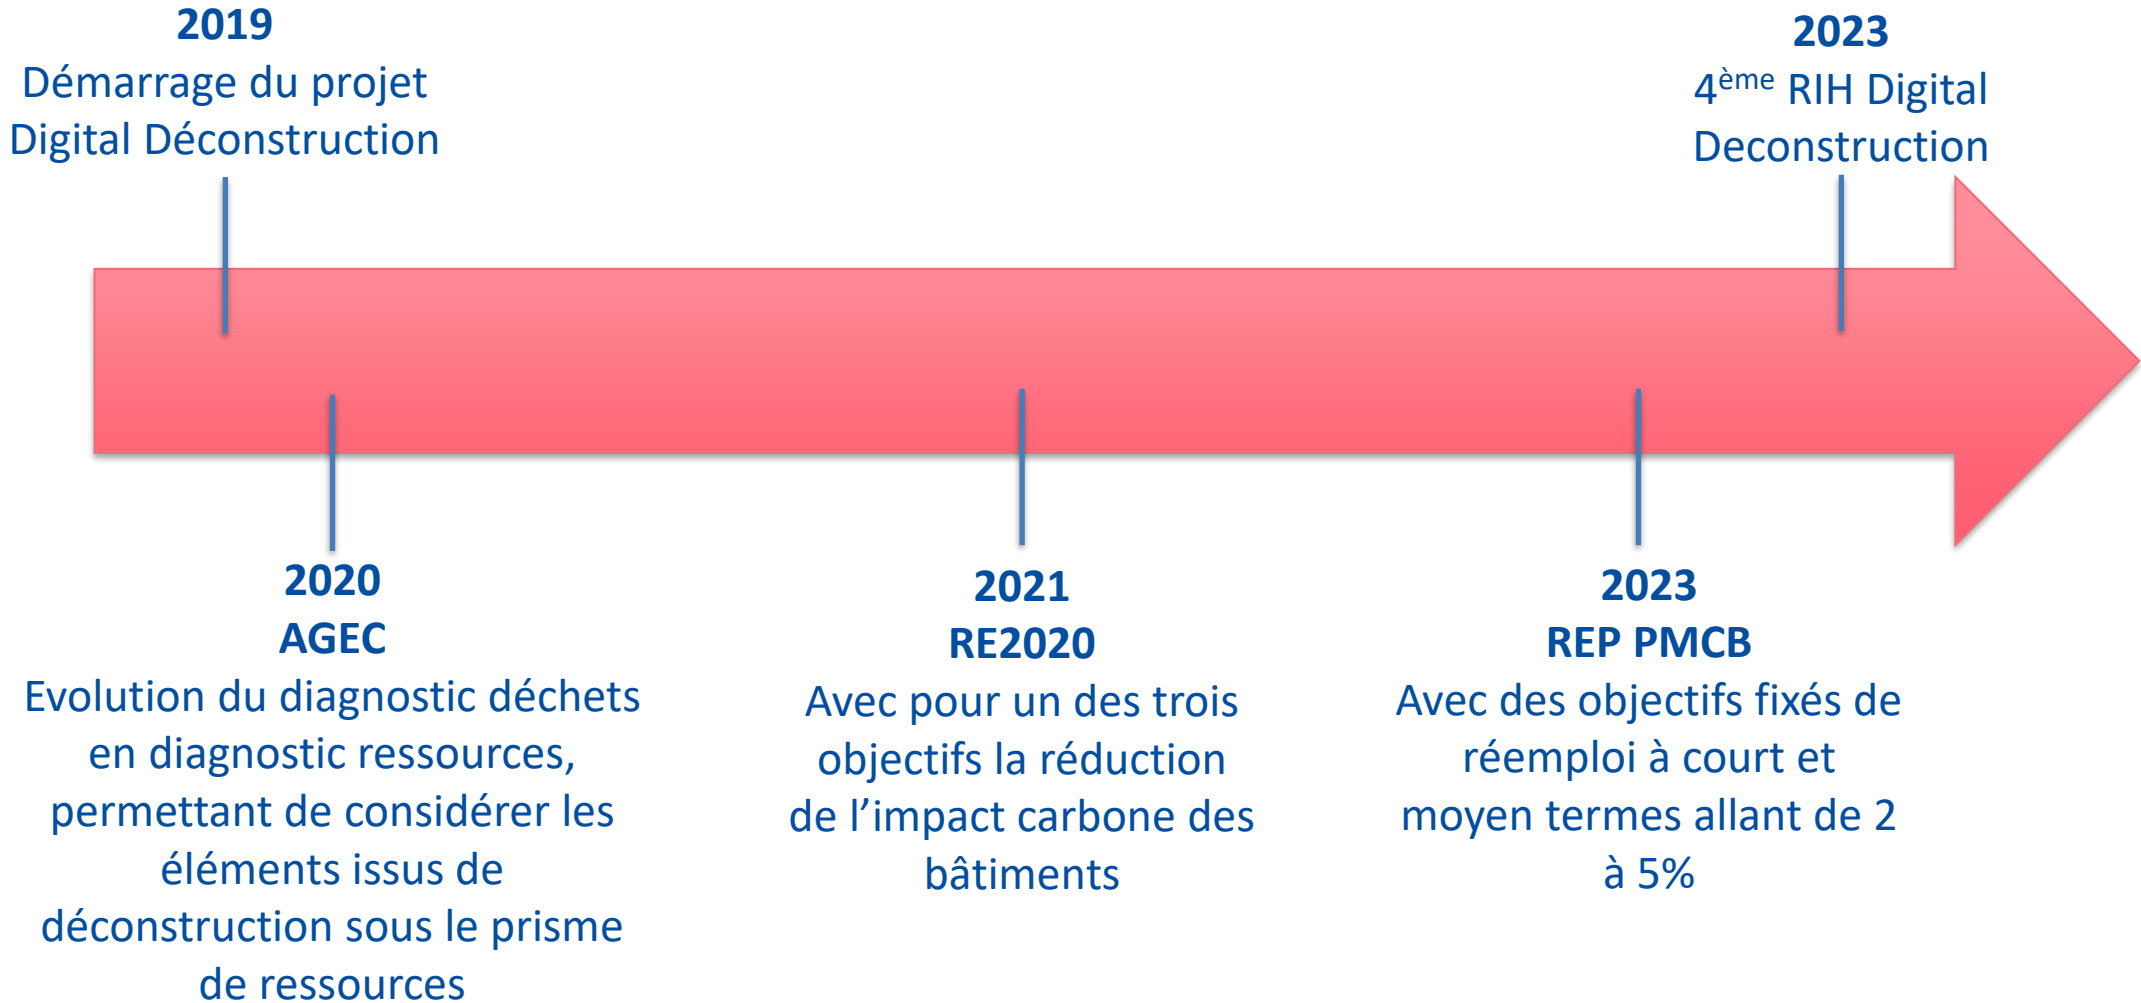 2019
Démarrage du projet
Digital Déconstruction
2023
4ème RIH Digital
Deconstruction
2020
AGEC
Evolution du diagnostic déchets
en diagnostic ressources,
permettant de considérer les
éléments issus de
déconstruction sous le prisme
de ressources
2021
RE2020
Avec pour un des trois
objectifs la réduction
de l’impact carbone des
bâtiments
2023
REP PMCB
Avec des objectifs fixés de
réemploi à court et
moyen termes allant de 2
à 5%